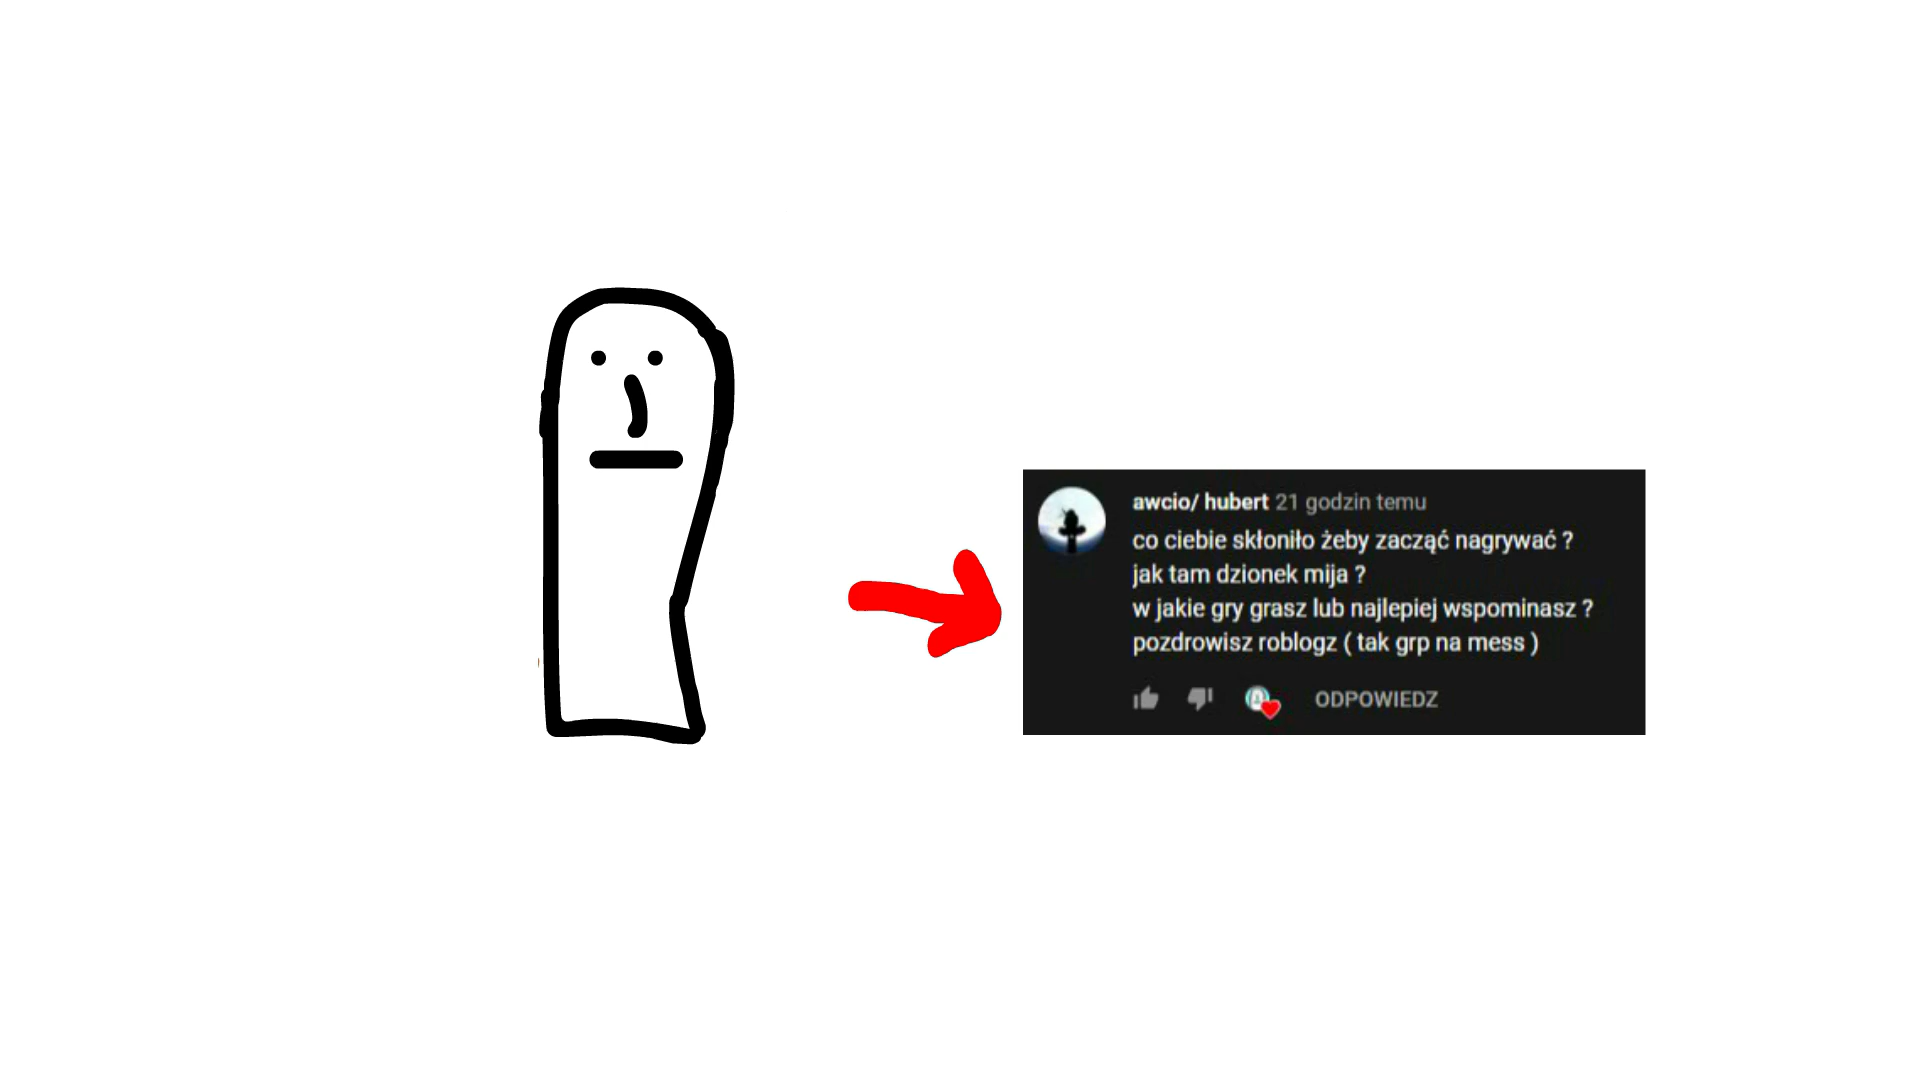 awcio/ hubert 21 godzin temu
co ciebie skłoniło żeby zacząć nagrywać ?
jak tam dzionek mija ?
w jakie gry grasz lub najlepiej wspominasz ?
pozdrowisz roblogz ( tak grp na mess )
ODPOWIEDZ